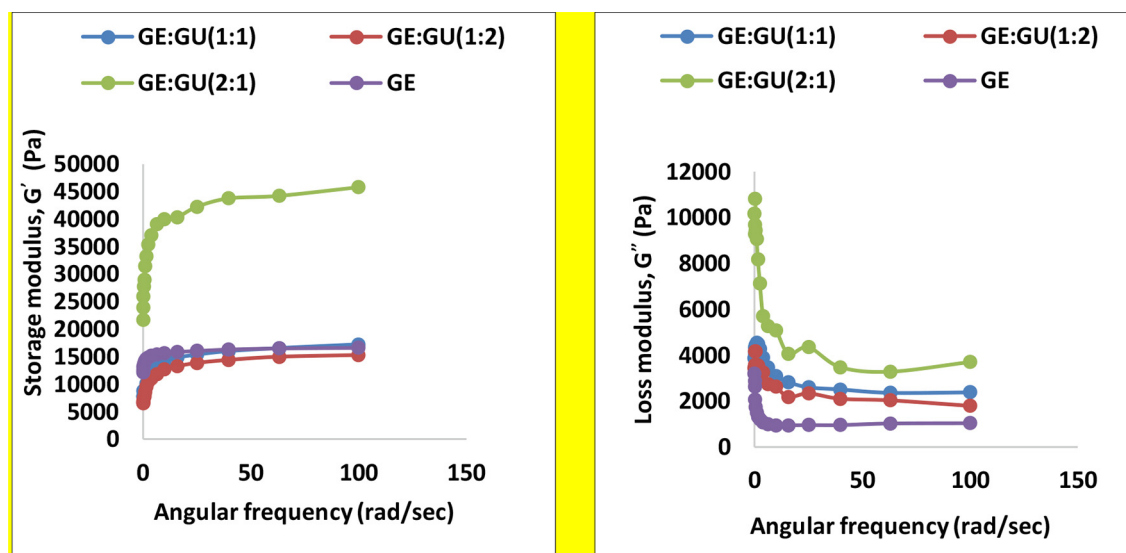 GE:GU(1:1) GE:GU(1:2)
GE:GU(2:1) GE
Storage modulus, G′ (Pa)
50000
45000
40000
35000
30000
25000
20000
15000
10000
5000
0
0 50 100 150
Angular frequency (rad/sec)
GE:GU(1:1) GE:GU(1:2)
GE:GU(2:1) GE
Loss modulus, G″ (Pa)
12000
10000
8000
6000
4000
2000
0
0 50 100 150
Angular frequency (rad/sec)